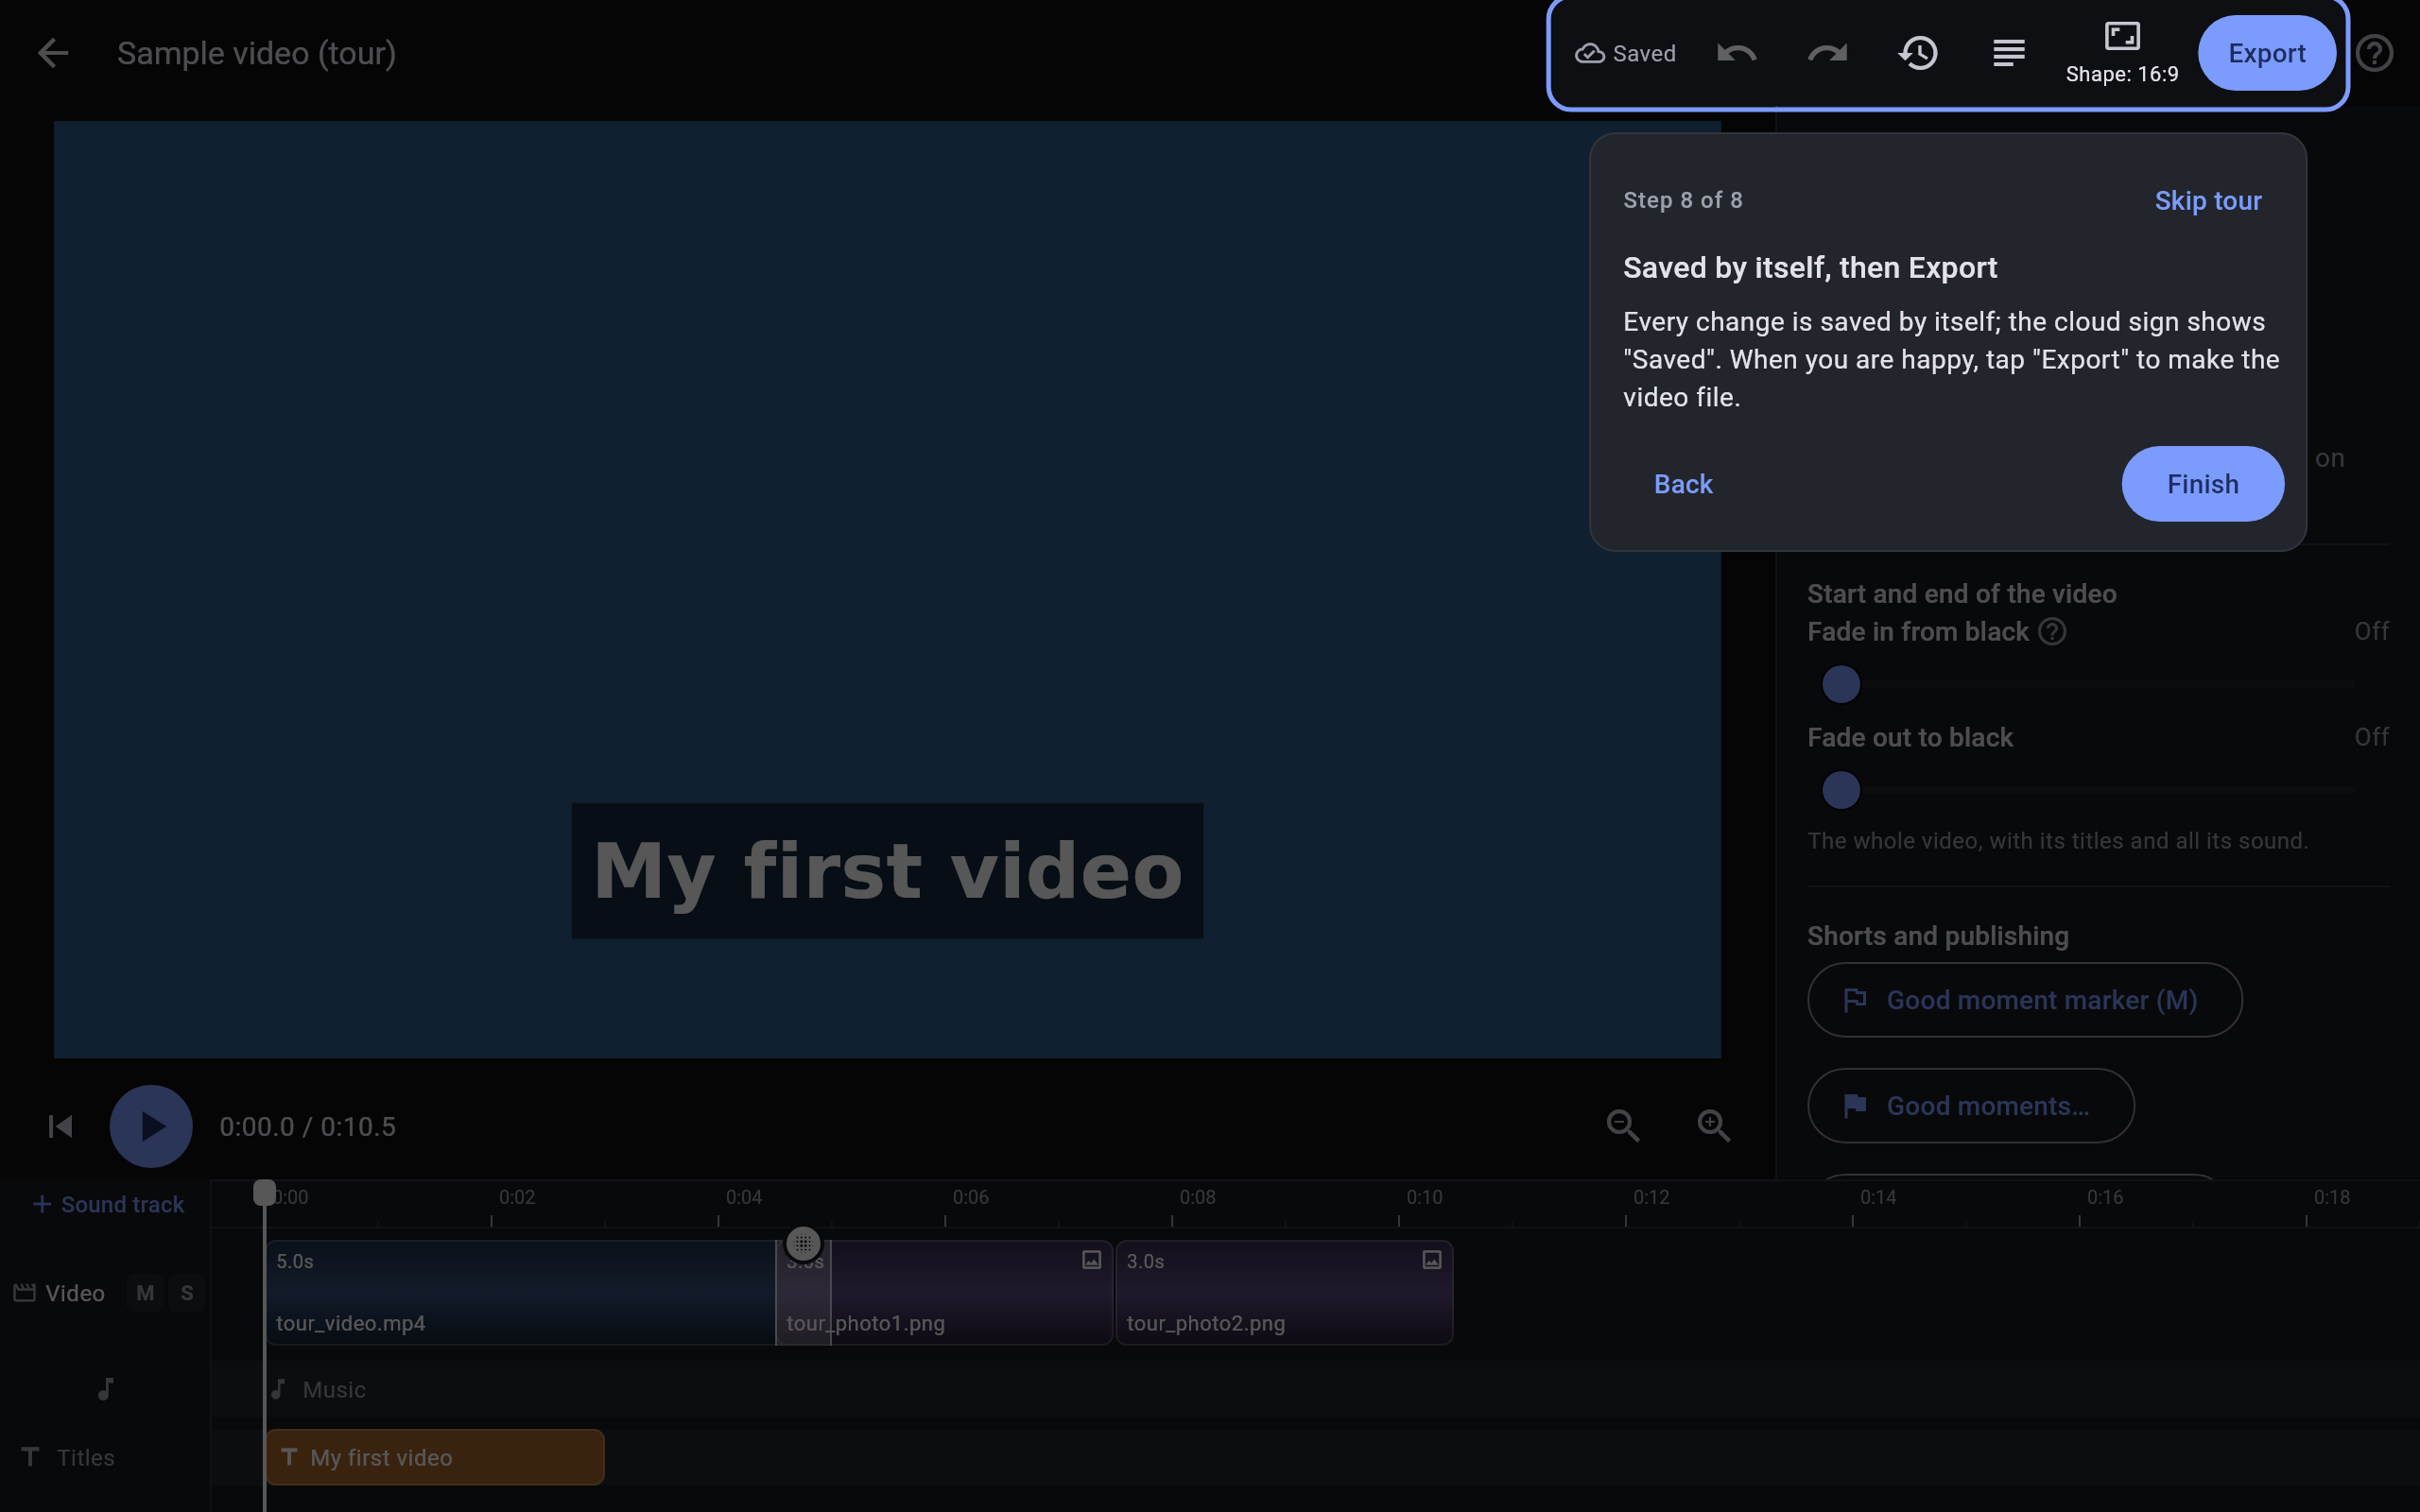 Sample video (tour)
Saved
Shape: 16:9
Export
Step 8 of 8
Skip tour
Saved by itself, then Export
Every change is saved by itself; the cloud sign shows
"Saved". When you are happy, tap "Export" to make the
video file.
Back
Finish
on
Start and end of the video
Fade in from black
Off
Fade out to black
Off
The whole video, with its titles and all its sound.
Shorts and publishing
Good moment marker (M)
Good moments...
My first video
0:00.0 / 0:10.5
Sound track
0:00 0:02 0:04 0:06 0:08 0:10 0:12 0:14 0:16 0:18
Video M S
5.0s
tour_video.mp4
3.0s
tour_photo1.png
3.0s
tour_photo2.png
Music
Titles
My first video